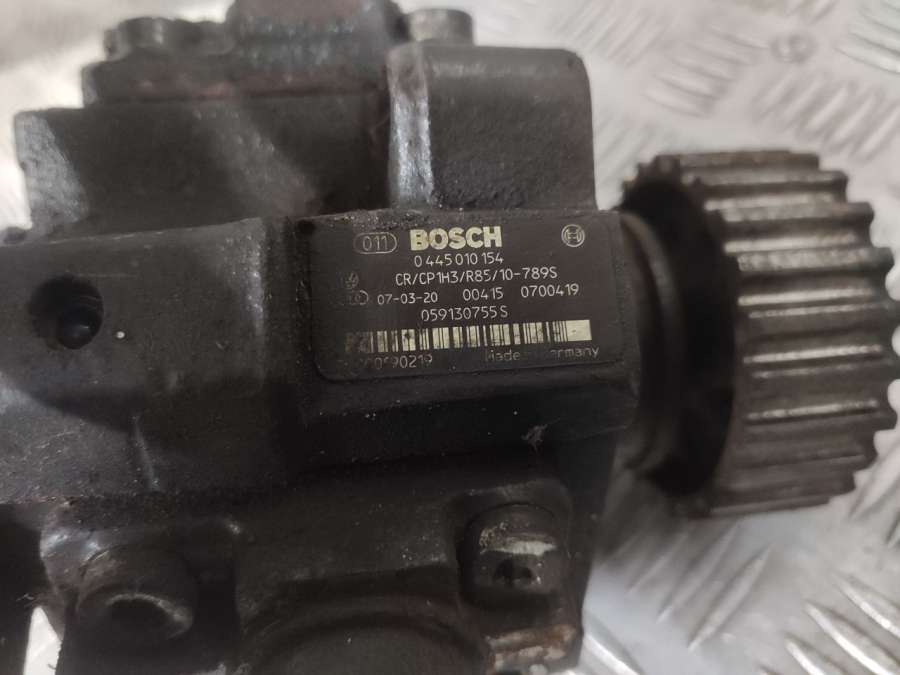 011 BOSCH
0 445 010 154
CR/CP1H3/R85/10-789S
07-03-20 00415 0700419
059130755S
Made Germany